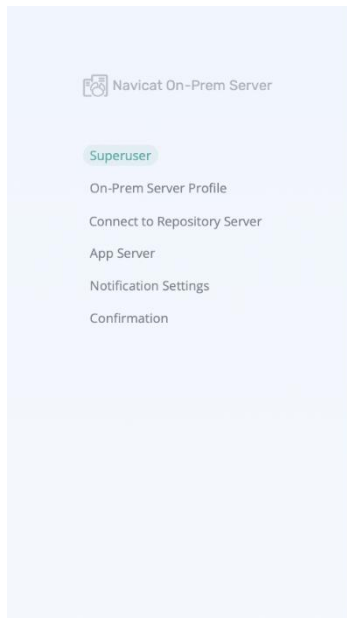 Navicat On-Prem Server
Superuser
On-Prem Server Profile
Connect to Repository Server
App Server
Notification Settings
Confirmation